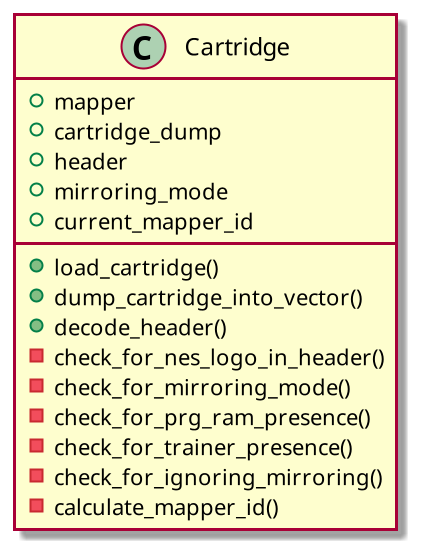 C Cartridge
mapper
cartridge_dump
header
mirroring_mode
current_mapper_id
load_cartridge()
dump_cartridge_into_vector()
decode_header()
check_for_nes_logo_in_header()
check_for_mirroring_mode()
check_for_prg_ram_presence()
check_for_trainer_presence()
check_for_ignoring_mirroring()
calculate_mapper_id()